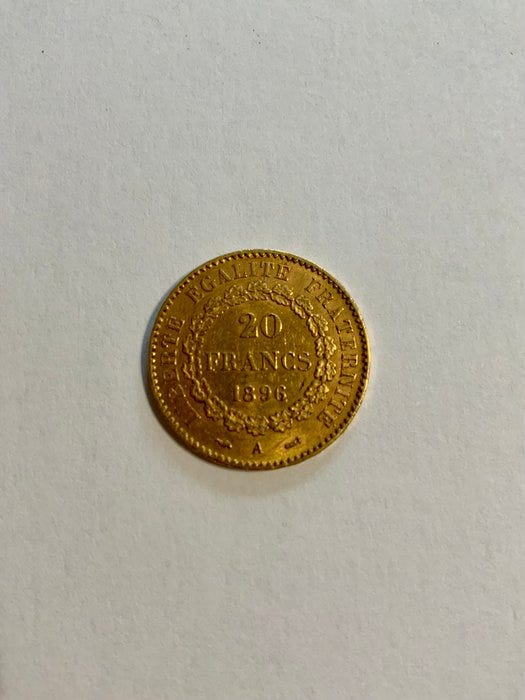 LIBERTE EGALITE FRATERNITE
20
FRANCS
1896
A